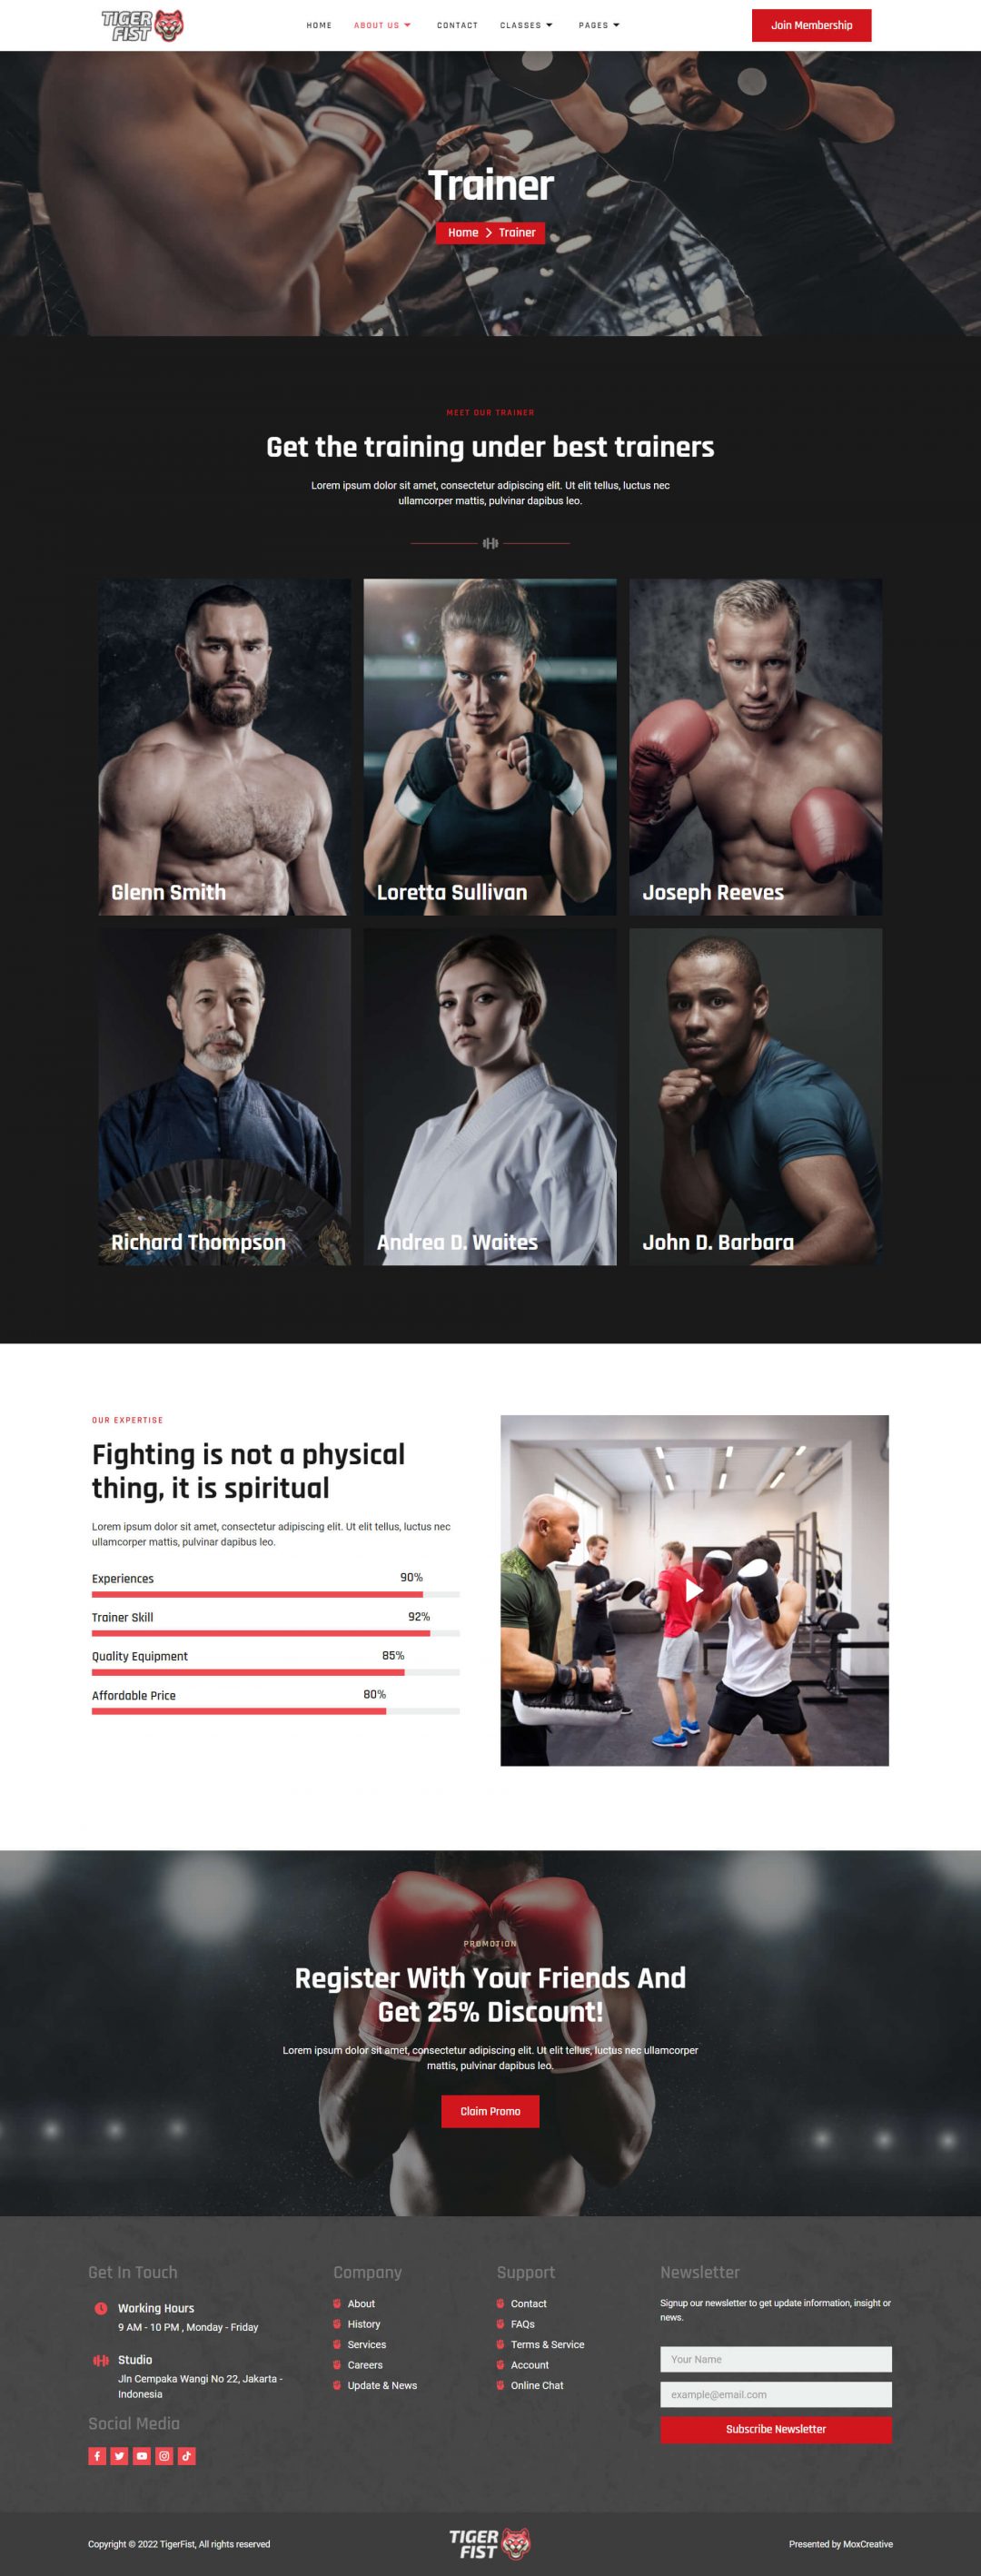 TIGER
FIST
HOME
ABOUT US
CONTACT
CLASSES
PAGES
Join Membership
Trainer
Home
Trainer
MEET OUR TRAINER
Get the training under best trainers
Lorem ipsum dolor sit amet, consectetur adipiscing elit. Ut elit tellus, luctus nec
ullamcorper mattis, pulvinar dapibus leo.
Glenn Smith
Loretta Sullivan
Joseph Reeves
Richard Thompson
Andrea D. Waites
John D. Barbara
OUR EXPERTISE
Fighting is not a physical
thing, it is spiritual
Lorem ipsum dolor sit amet, consectetur adipiscing elit. Ut elit tellus, luctus nec
ullamcorper mattis, pulvinar dapibus leo.
Experiences 90%
Trainer Skill 92%
Quality Equipment 85%
Affordable Price 80%
PROMOTION
Register With Your Friends And
Get 25% Discount!
Lorem ipsum dolor sit amet, consectetur adipiscing elit. Ut elit tellus, luctus nec ullamcorper
mattis, pulvinar dapibus leo.
Claim Promo
Get In Touch
Working Hours
9 AM - 10 PM , Monday - Friday
Studio
Jln Cempaka Wangi No 22, Jakarta -
Indonesia
Social Media
Company
About
History
Services
Careers
Update & News
Support
Contact
FAQs
Terms & Service
Account
Online Chat
Newsletter
Signup our newsletter to get update information, insight or
news.
Your Name
example@email.com
Subscribe Newsletter
Copyright © 2022 TigerFist, All rights reserved
TIGER
FIST
Presented by MoxCreative